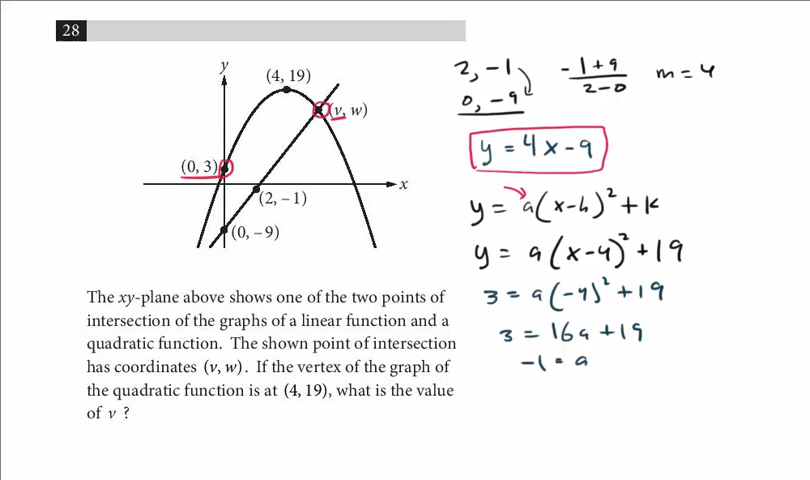 28
y
(4, 19)
(v, w)
(0, 3)
x
(2, −1)
(0, −9)
The xy-plane above shows one of the two points of
intersection of the graphs of a linear function and a
quadratic function. The shown point of intersection
has coordinates (v, w). If the vertex of the graph of
the quadratic function is at (4, 19), what is the value
of v ?
2, -1
0, -9
-1+9
2-0
m = 4
y = 4x-9
y = a(x-h)²+k
y = a(x-4)²+19
3 = a(-4)²+19
3 = 16a+19
-1 = a